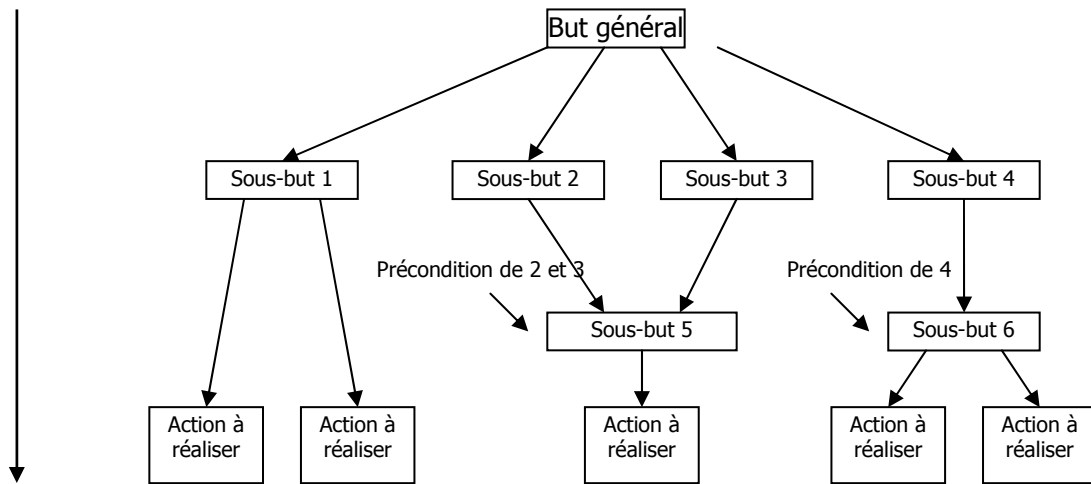 But général
Sous-but 1
Sous-but 2
Sous-but 3
Sous-but 4
Précondition de 2 et 3
Précondition de 4
Sous-but 5
Sous-but 6
Action à
réaliser
Action à
réaliser
Action à
réaliser
Action à
réaliser
Action à
réaliser